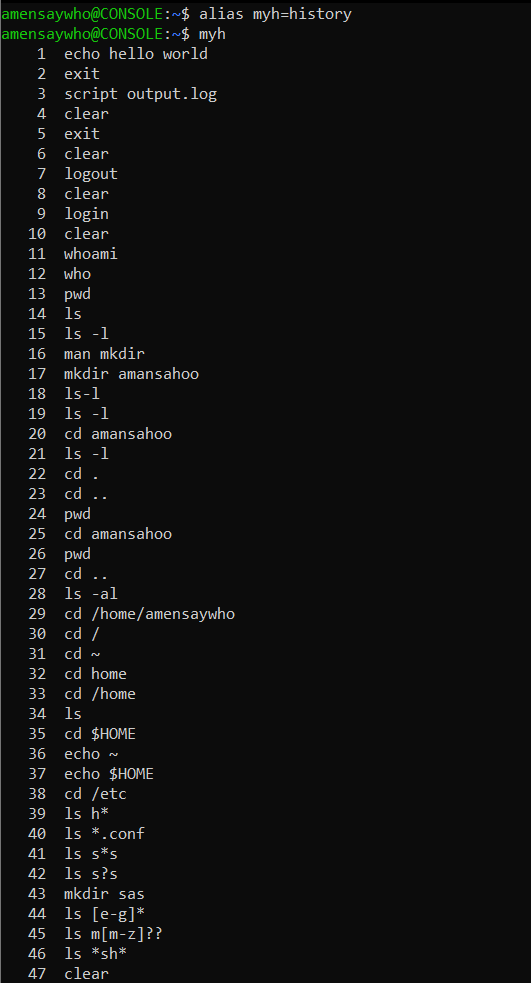 amensaywho@CONSOLE:~$ alias myh=history
amensaywho@CONSOLE:~$ myh
1 echo hello world
2 exit
3 script output.log
4 clear
5 exit
6 clear
7 logout
8 clear
9 login
10 clear
11 whoami
12 who
13 pwd
14 ls
15 ls -l
16 man mkdir
17 mkdir amansahoo
18 ls-l
19 ls -l
20 cd amansahoo
21 ls -l
22 cd .
23 cd ..
24 pwd
25 cd amansahoo
26 pwd
27 cd ..
28 ls -al
29 cd /home/amensaywho
30 cd /
31 cd ~
32 cd home
33 cd /home
34 ls
35 cd $HOME
36 echo ~
37 echo $HOME
38 cd /etc
39 ls h*
40 ls *.conf
41 ls s*s
42 ls s?s
43 mkdir sas
44 ls [e-g]*
45 ls m[m-z]??
46 ls *sh*
47 clear